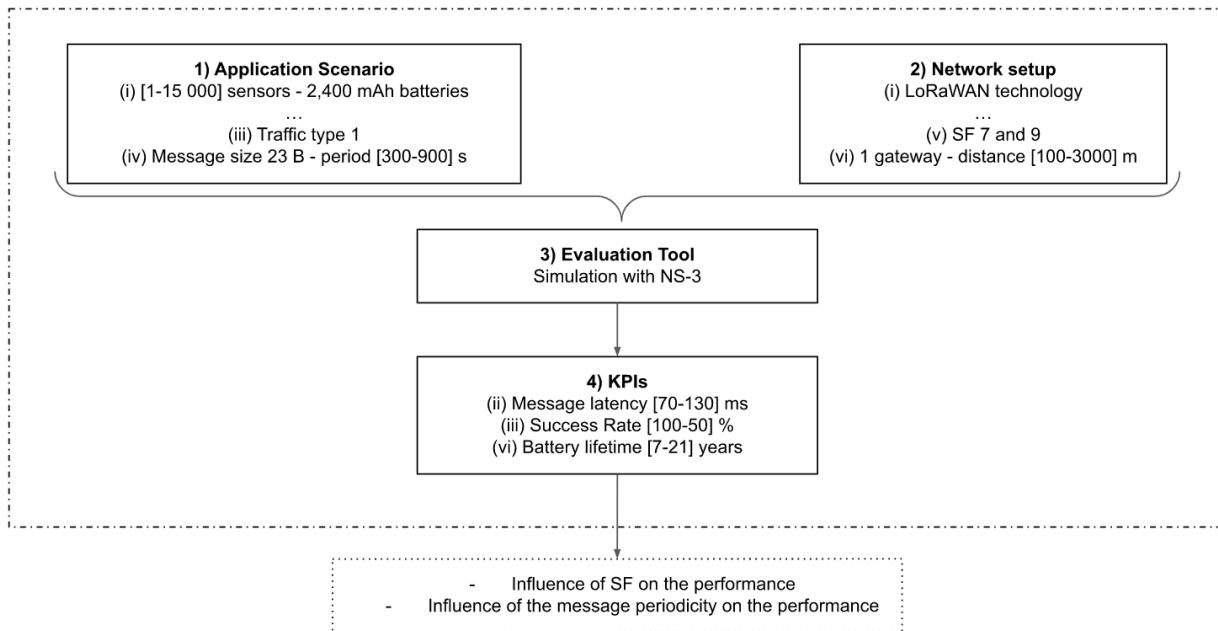 1) Application Scenario
(i) [1-15 000] sensors - 2,400 mAh batteries
…
(iii) Traffic type 1
(iv) Message size 23 B - period [300-900] s
2) Network setup
(i) LoRaWAN technology
…
(v) SF 7 and 9
(vi) 1 gateway - distance [100-3000] m
3) Evaluation Tool
Simulation with NS-3
4) KPIs
(ii) Message latency [70-130] ms
(iii) Success Rate [100-50] %
(vi) Battery lifetime [7-21] years
- Influence of SF on the performance
- Influence of the message periodicity on the performance